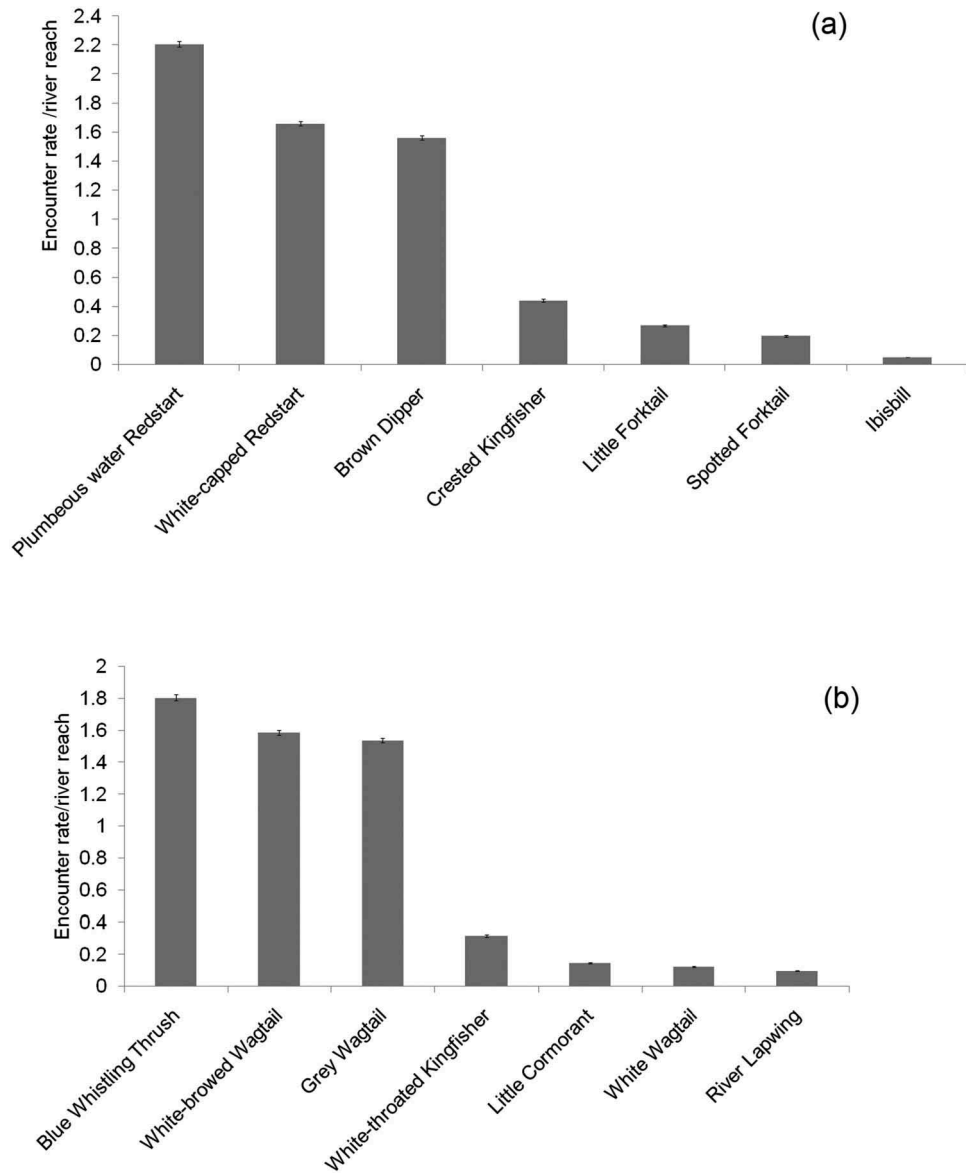 (a)
Encounter rate /river reach
2.4
2.2
2
1.8
1.6
1.4
1.2
1
0.8
0.6
0.4
0.2
0
Plumbeous water Redstart
White-capped Redstart
Brown Dipper
Crested Kingfisher
Little Forktail
Spotted Forktail
Ibisbill
(b)
Encounter rate/river reach
2
1.8
1.6
1.4
1.2
1
0.8
0.6
0.4
0.2
0
Blue Whistling Thrush
White-browed Wagtail
Grey Wagtail
White-throated Kingfisher
Little Cormorant
White Wagtail
River Lapwing